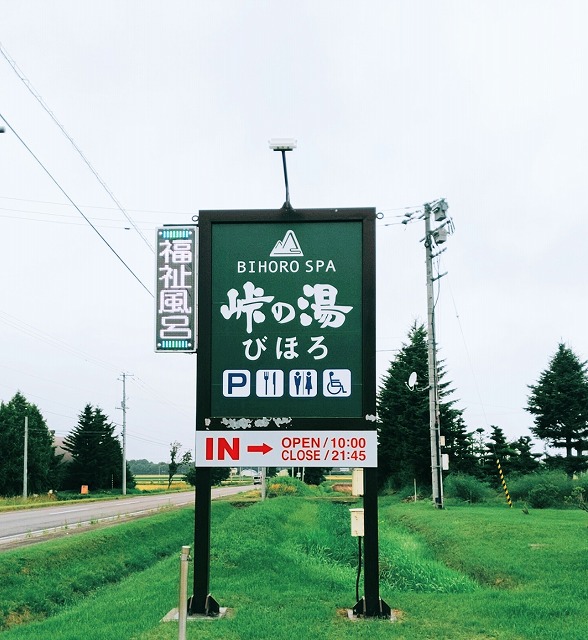 福祉風呂
BIHORO SPA
峠の湯
びほろ
P
IN → OPEN/10:00
CLOSE/21:45